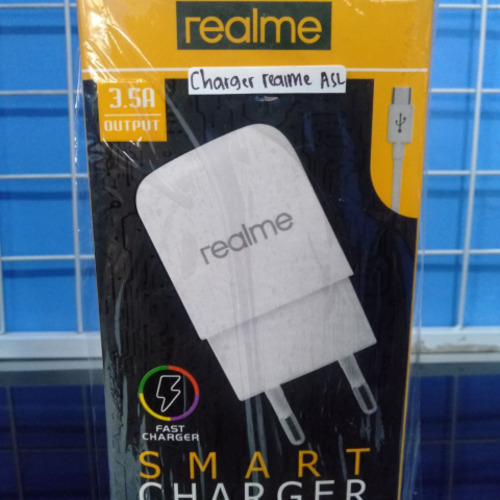 realme
Charger realme ASL
3.5A
OUTPUT
realme
FAST
CHARGER
SMART
CHARGER